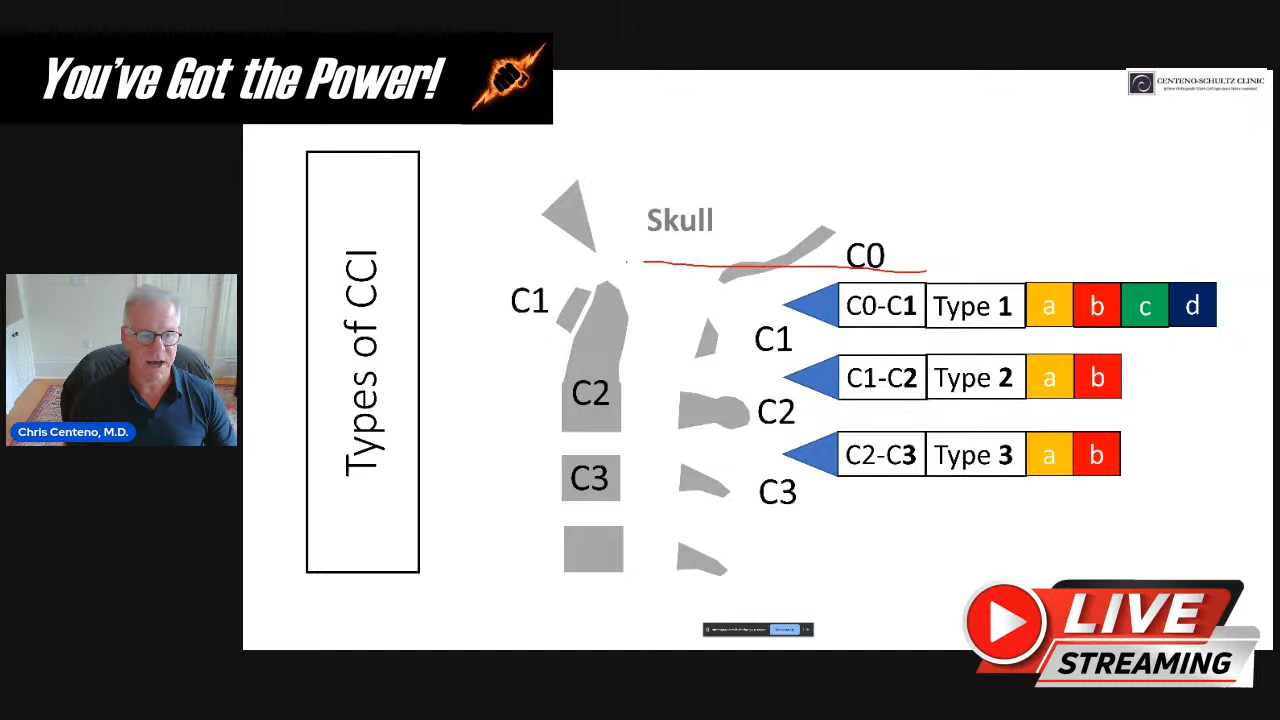 You've Got the Power!
CENTENO-SCHULTZ CLINIC
Types of CCI
Skull
C0
C1
C0-C1 Type 1 a b c d
C1
C2
C1-C2 Type 2 a b
C2
C3
C2-C3 Type 3 a b
C3
Chris Centeno, M.D.
LIVE
STREAMING